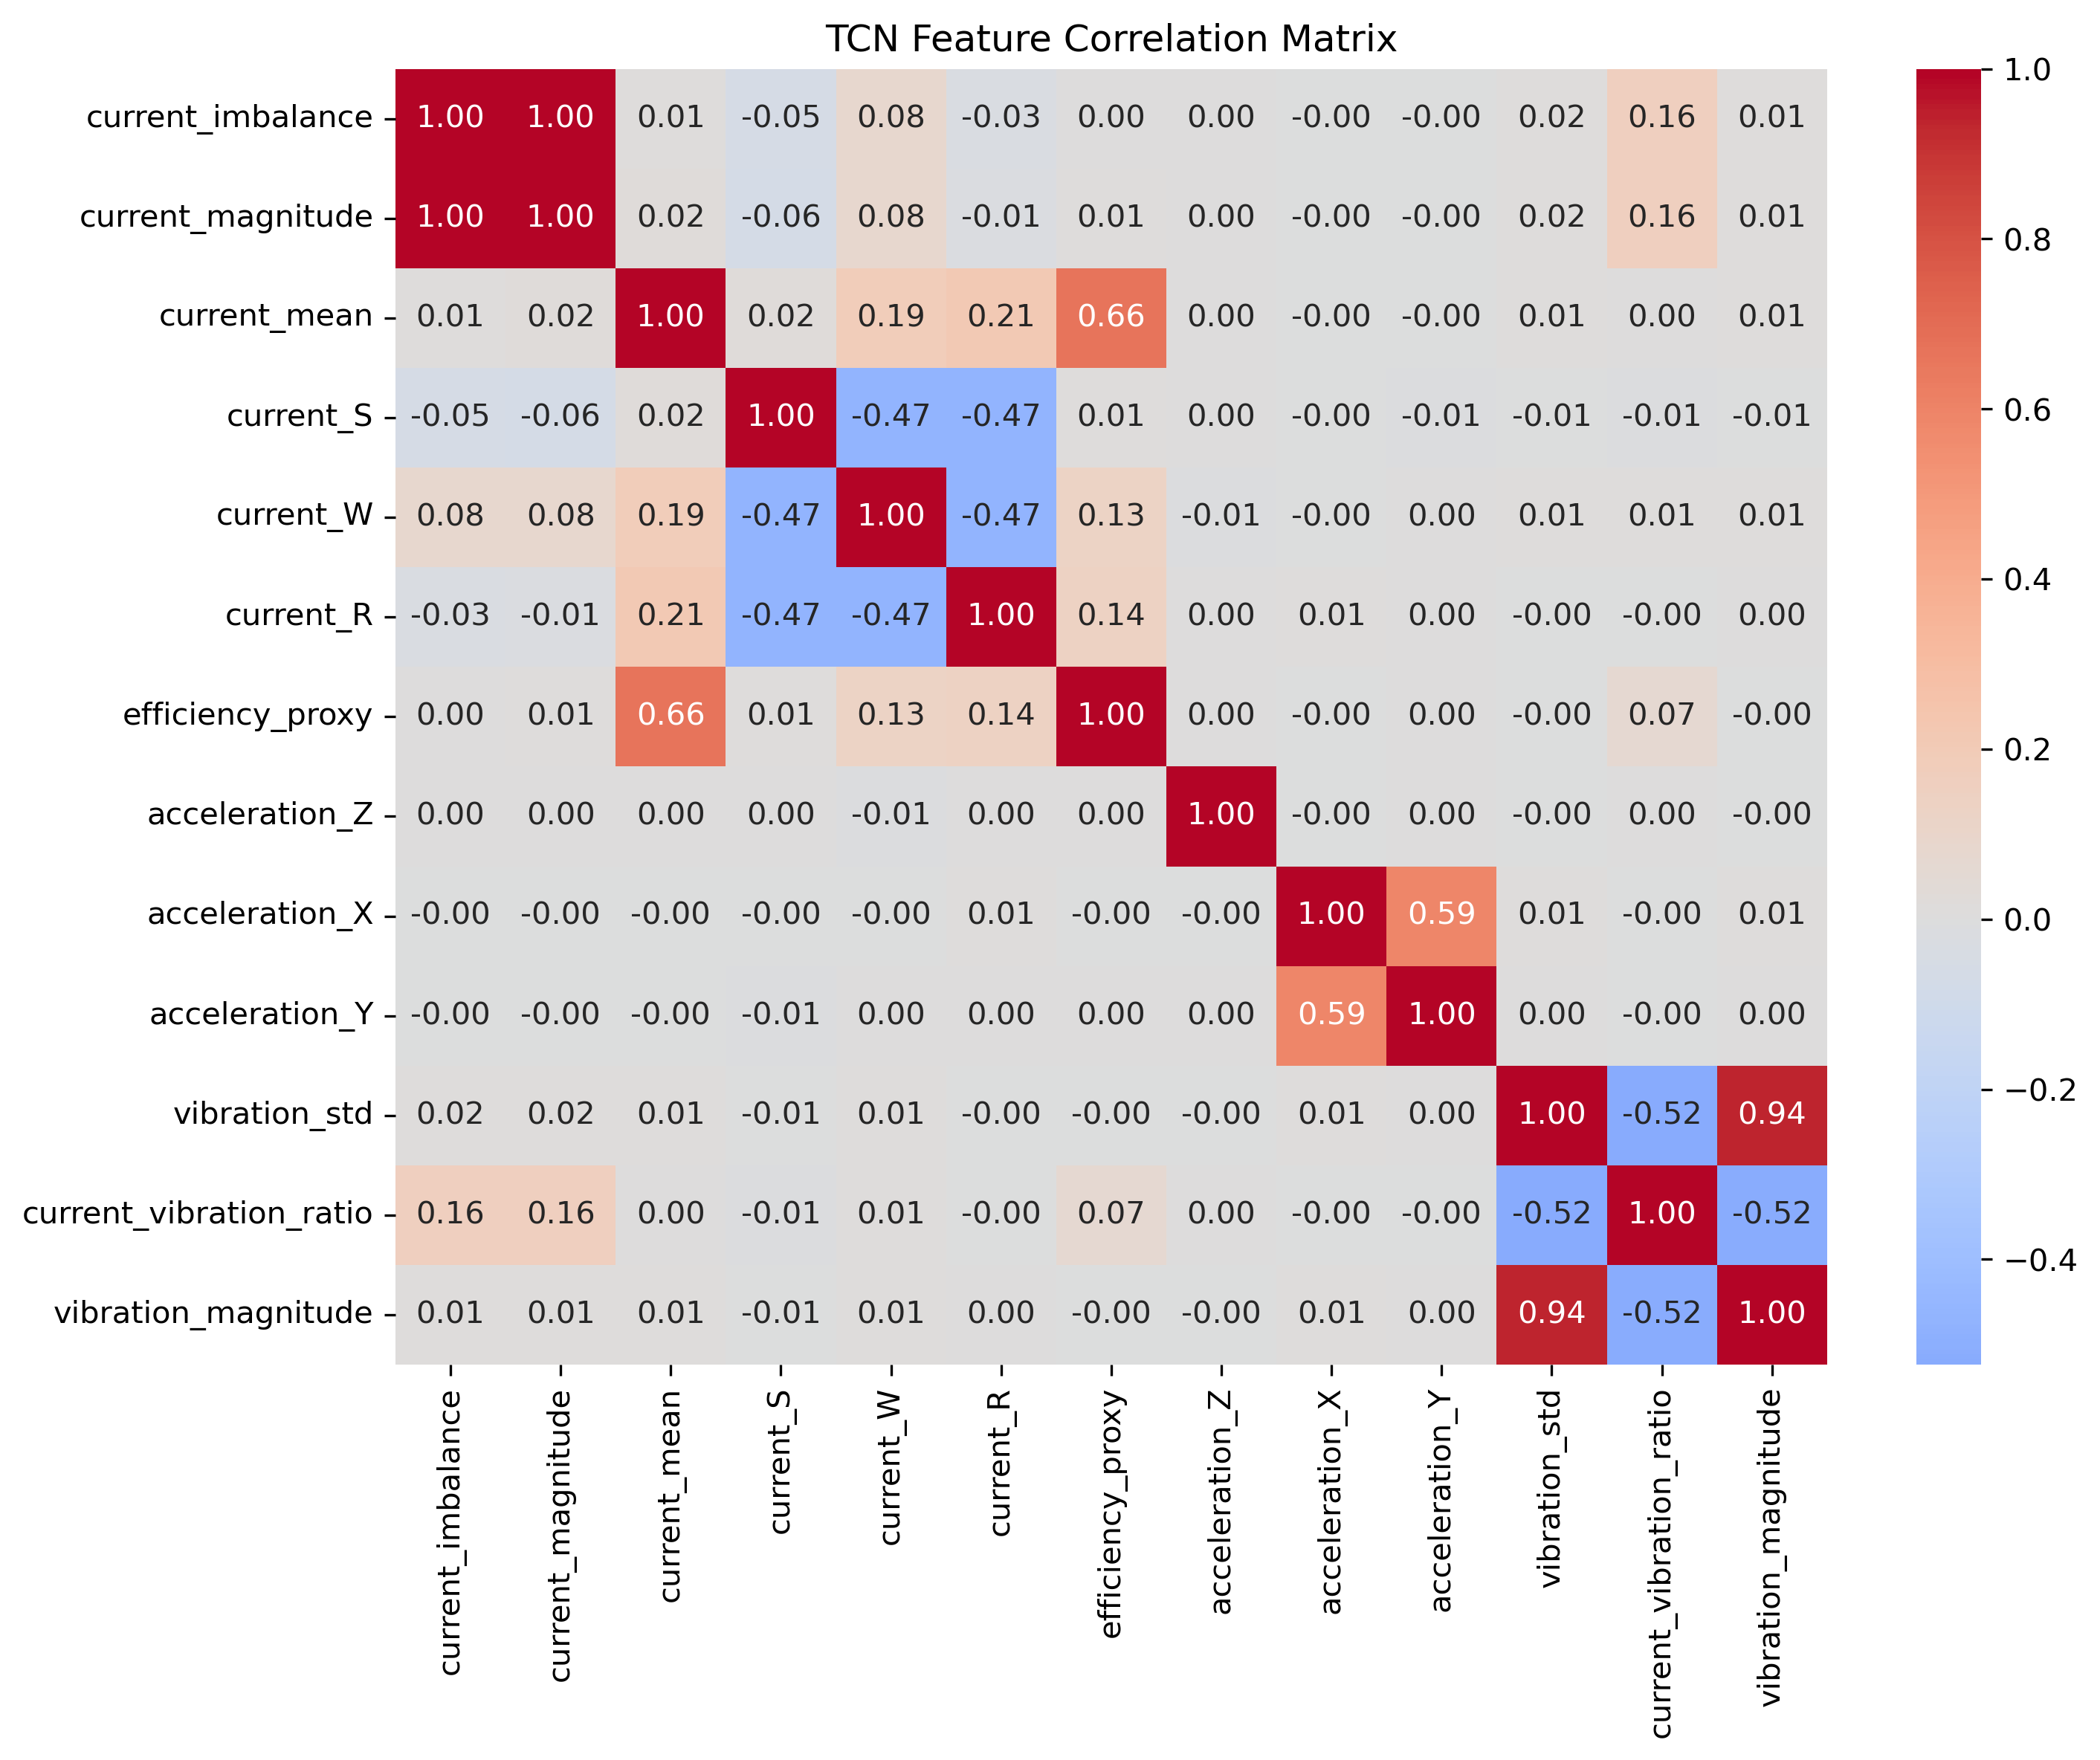 TCN Feature Correlation Matrix
current_imbalance 1.00 1.00 0.01 -0.05 0.08 -0.03 0.00 0.00 -0.00 -0.00 0.02 0.16 0.01
current_magnitude 1.00 1.00 0.02 -0.06 0.08 -0.01 0.01 0.00 -0.00 -0.00 0.02 0.16 0.01
current_mean 0.01 0.02 1.00 0.02 0.19 0.21 0.66 0.00 -0.00 -0.00 0.01 0.00 0.01
current_S -0.05 -0.06 0.02 1.00 -0.47 -0.47 0.01 0.00 -0.00 -0.01 -0.01 -0.01 -0.01
current_W 0.08 0.08 0.19 -0.47 1.00 -0.47 0.13 -0.01 -0.00 0.00 0.01 0.01 0.01
current_R -0.03 -0.01 0.21 -0.47 -0.47 1.00 0.14 0.00 0.01 0.00 -0.00 -0.00 0.00
efficiency_proxy 0.00 0.01 0.66 0.01 0.13 0.14 1.00 0.00 -0.00 0.00 -0.00 0.07 -0.00
acceleration_Z 0.00 0.00 0.00 0.00 -0.01 0.00 0.00 1.00 -0.00 0.00 -0.00 0.00 -0.00
acceleration_X -0.00 -0.00 -0.00 -0.00 -0.00 0.01 -0.00 -0.00 1.00 0.59 0.01 -0.00 0.01
acceleration_Y -0.00 -0.00 -0.00 -0.01 0.00 0.00 0.00 0.00 0.59 1.00 0.00 -0.00 0.00
vibration_std 0.02 0.02 0.01 -0.01 0.01 -0.00 -0.00 -0.00 0.01 0.00 1.00 -0.52 0.94
current_vibration_ratio 0.16 0.16 0.00 -0.01 0.01 -0.00 0.07 0.00 -0.00 -0.00 -0.52 1.00 -0.52
vibration_magnitude 0.01 0.01 0.01 -0.01 0.01 0.00 -0.00 -0.00 0.01 0.00 0.94 -0.52 1.00
current_imbalance
current_magnitude
current_mean
current_S
current_W
current_R
efficiency_proxy
acceleration_Z
acceleration_X
acceleration_Y
vibration_std
current_vibration_ratio
vibration_magnitude
1.0
0.8
0.6
0.4
0.2
0.0
−0.2
−0.4